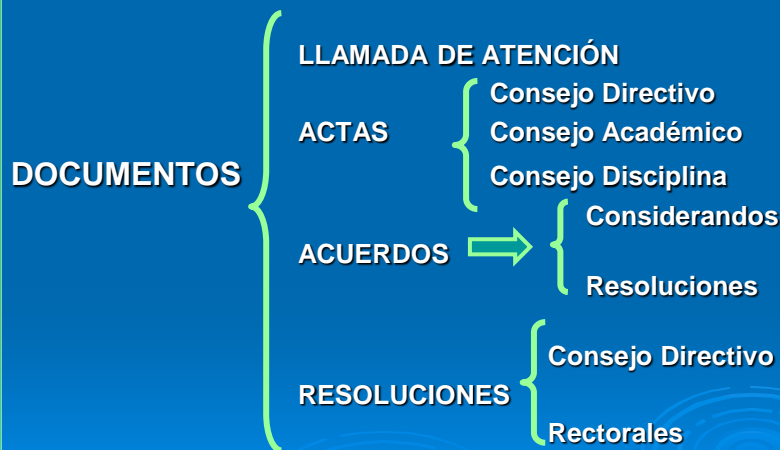 LLAMADA DE ATENCIÓN
Consejo Directivo
ACTAS
Consejo Académico
DOCUMENTOS
Consejo Disciplina
Considerandos
ACUERDOS
Resoluciones
Consejo Directivo
RESOLUCIONES
Rectorales